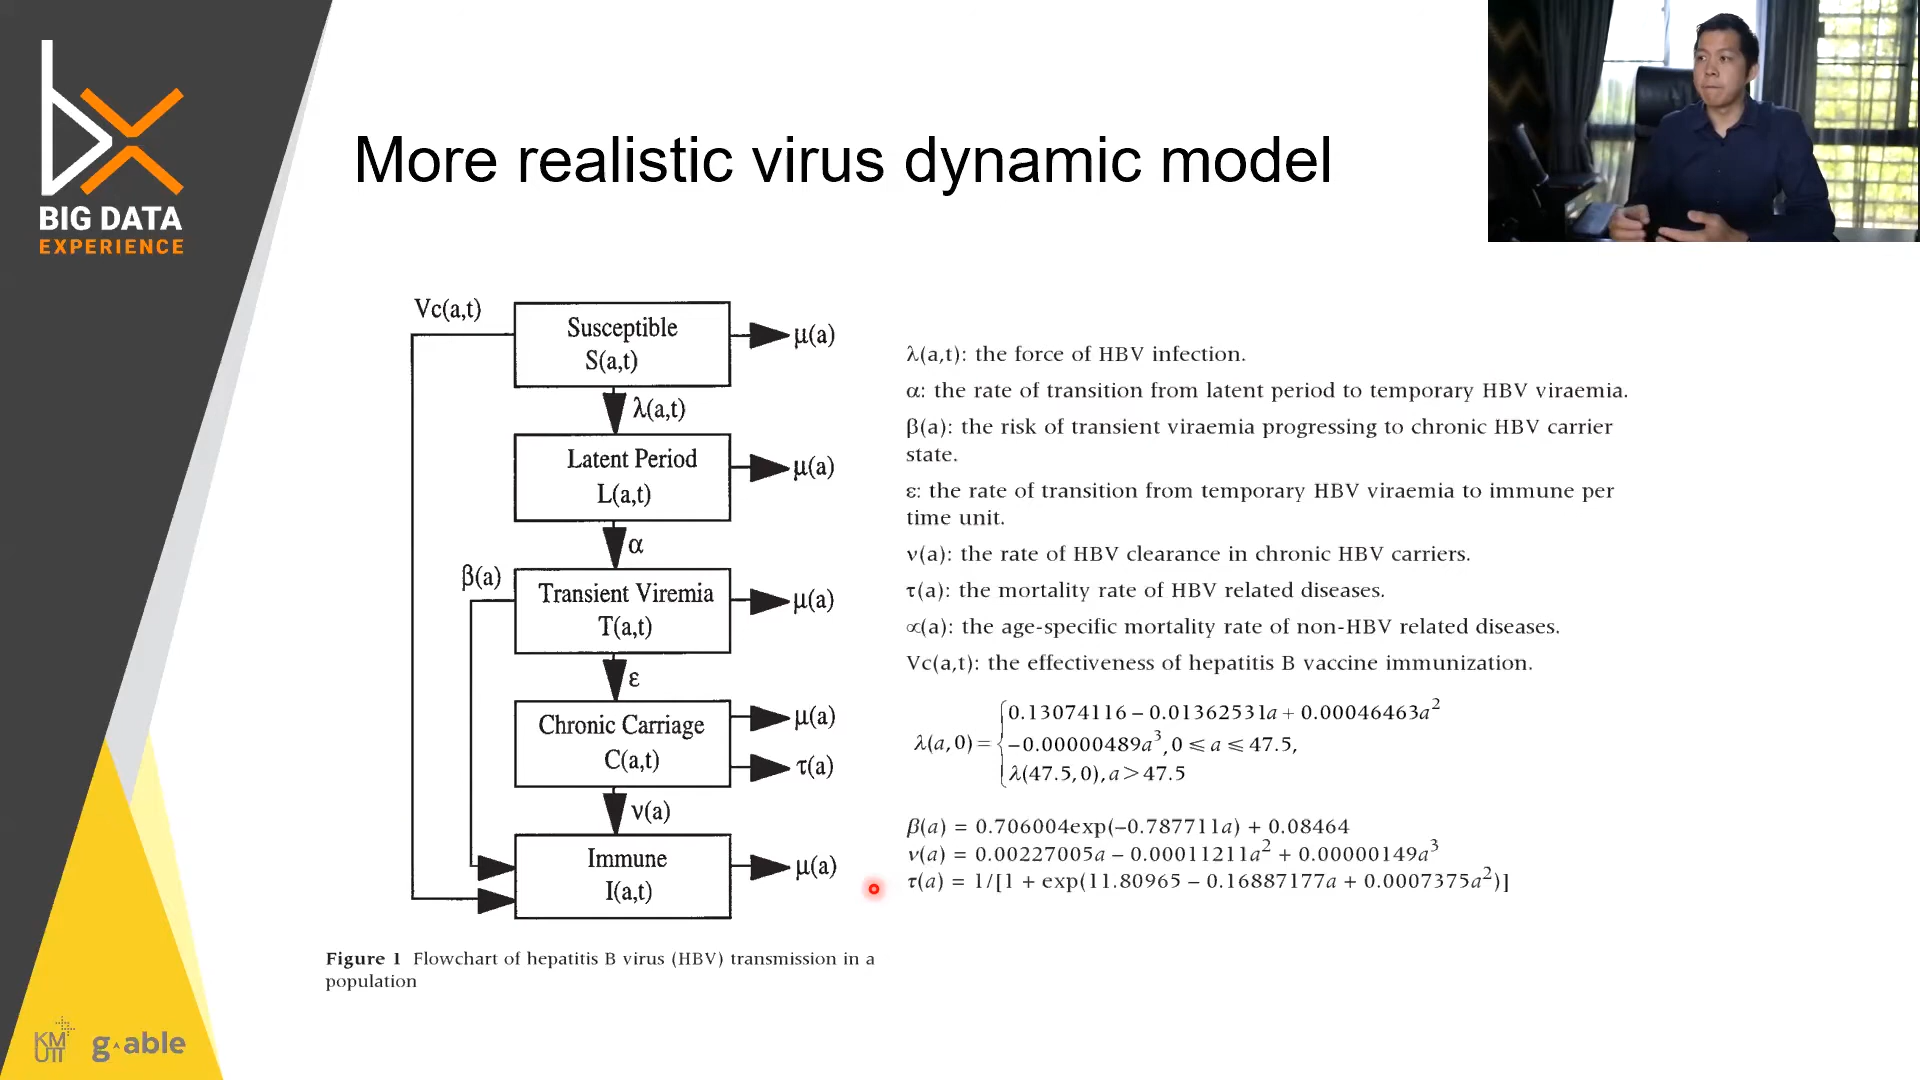 BIG DATA
EXPERIENCE
More realistic virus dynamic model
Vc(a,t)
Susceptible
S(a,t)
μ(a)
λ(a,t)
Latent Period
L(a,t)
μ(a)
α
β(a)
Transient Viremia
T(a,t)
μ(a)
ε
Chronic Carriage
C(a,t)
μ(a)
τ(a)
ν(a)
Immune
I(a,t)
μ(a)
Figure 1 Flowchart of hepatitis B virus (HBV) transmission in a
population
λ(a,t): the force of HBV infection.
α: the rate of transition from latent period to temporary HBV viraemia.
β(a): the risk of transient viraemia progressing to chronic HBV carrier
state.
ε: the rate of transition from temporary HBV viraemia to immune per
time unit.
ν(a): the rate of HBV clearance in chronic HBV carriers.
τ(a): the mortality rate of HBV related diseases.
∝(a): the age-specific mortality rate of non-HBV related diseases.
Vc(a,t): the effectiveness of hepatitis B vaccine immunization.
0.13074116 – 0.01362531a + 0.00046463a²
λ(a,0) = { –0.00000489a³, 0 ⩽ a ⩽ 47.5,
λ(47.5,0), a > 47.5
β(a) = 0.706004exp(–0.787711a) + 0.08464
ν(a) = 0.00227005a – 0.00011211a² + 0.00000149a³
τ(a) = 1/[1 + exp(11.80965 – 0.16887177a + 0.0007375a²)]
KM
UTT
g-able